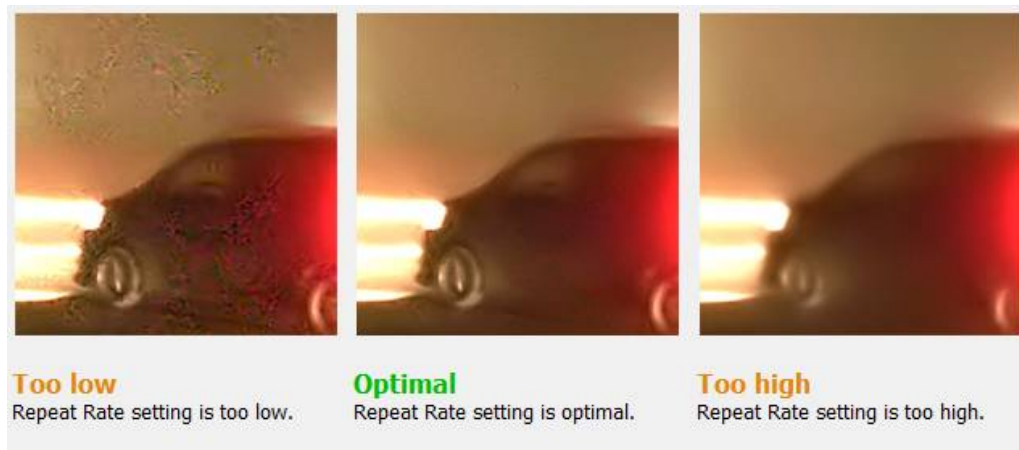 Too low
Repeat Rate setting is too low.
Optimal
Repeat Rate setting is optimal.
Too high
Repeat Rate setting is too high.